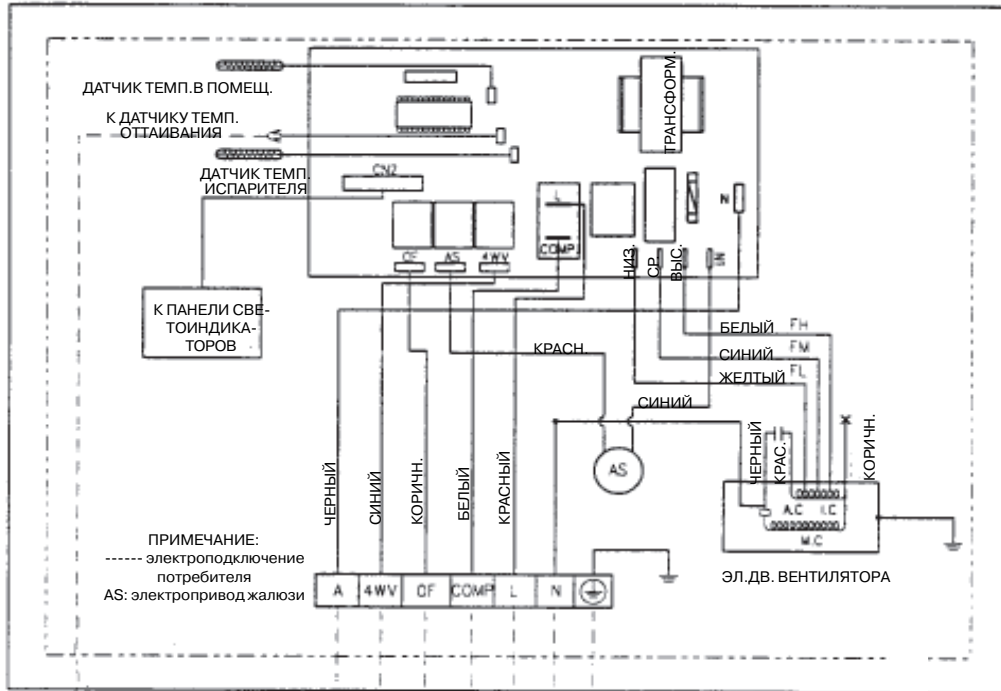 ДАТЧИК ТЕМП.В ПОМЕЩ.
К ДАТЧИКУ ТЕМП.
ОТТАИВАНИЯ
ДАТЧИК ТЕМП.
ИСПАРИТЕЛЯ
CN2
ТРАНСФОРМ.
L
COMP
N
OF
AS
4WV
НИЗ.
СР.
ВЫС.
К ПАНЕЛИ СВЕ-
ТОИНДИКА-
ТОРОВ
КРАСН.
БЕЛЫЙ FH
СИНИЙ FM
ЖЕЛТЫЙ FL
СИНИЙ
AS
ЧЕРНЫЙ
СИНИЙ
КОРИЧН.
БЕЛЫЙ
КРАСНЫЙ
ЧЕРНЫЙ
КРАС.
КОРИЧН.
A.C I.C
M.C
ЭЛ.ДВ. ВЕНТИЛЯТОРА
ПРИМЕЧАНИЕ:
------ электроподключение
потребителя
AS: электропривод жалюзи
A 4WV OF COMP L N